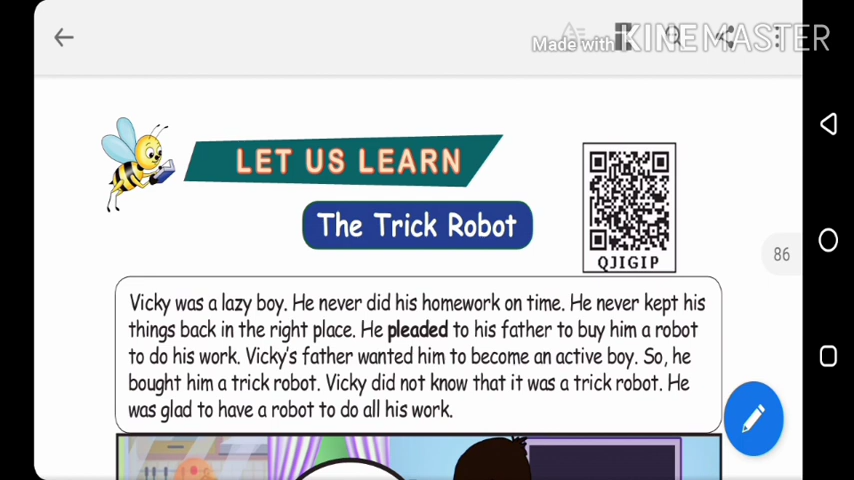 Made with KINEMASTER
LET US LEARN
The Trick Robot
QJIGIP
86
Vicky was a lazy boy. He never did his homework on time. He never kept his
things back in the right place. He pleaded to his father to buy him a robot
to do his work. Vicky's father wanted him to become an active boy. So, he
bought him a trick robot. Vicky did not know that it was a trick robot. He
was glad to have a robot to do all his work.